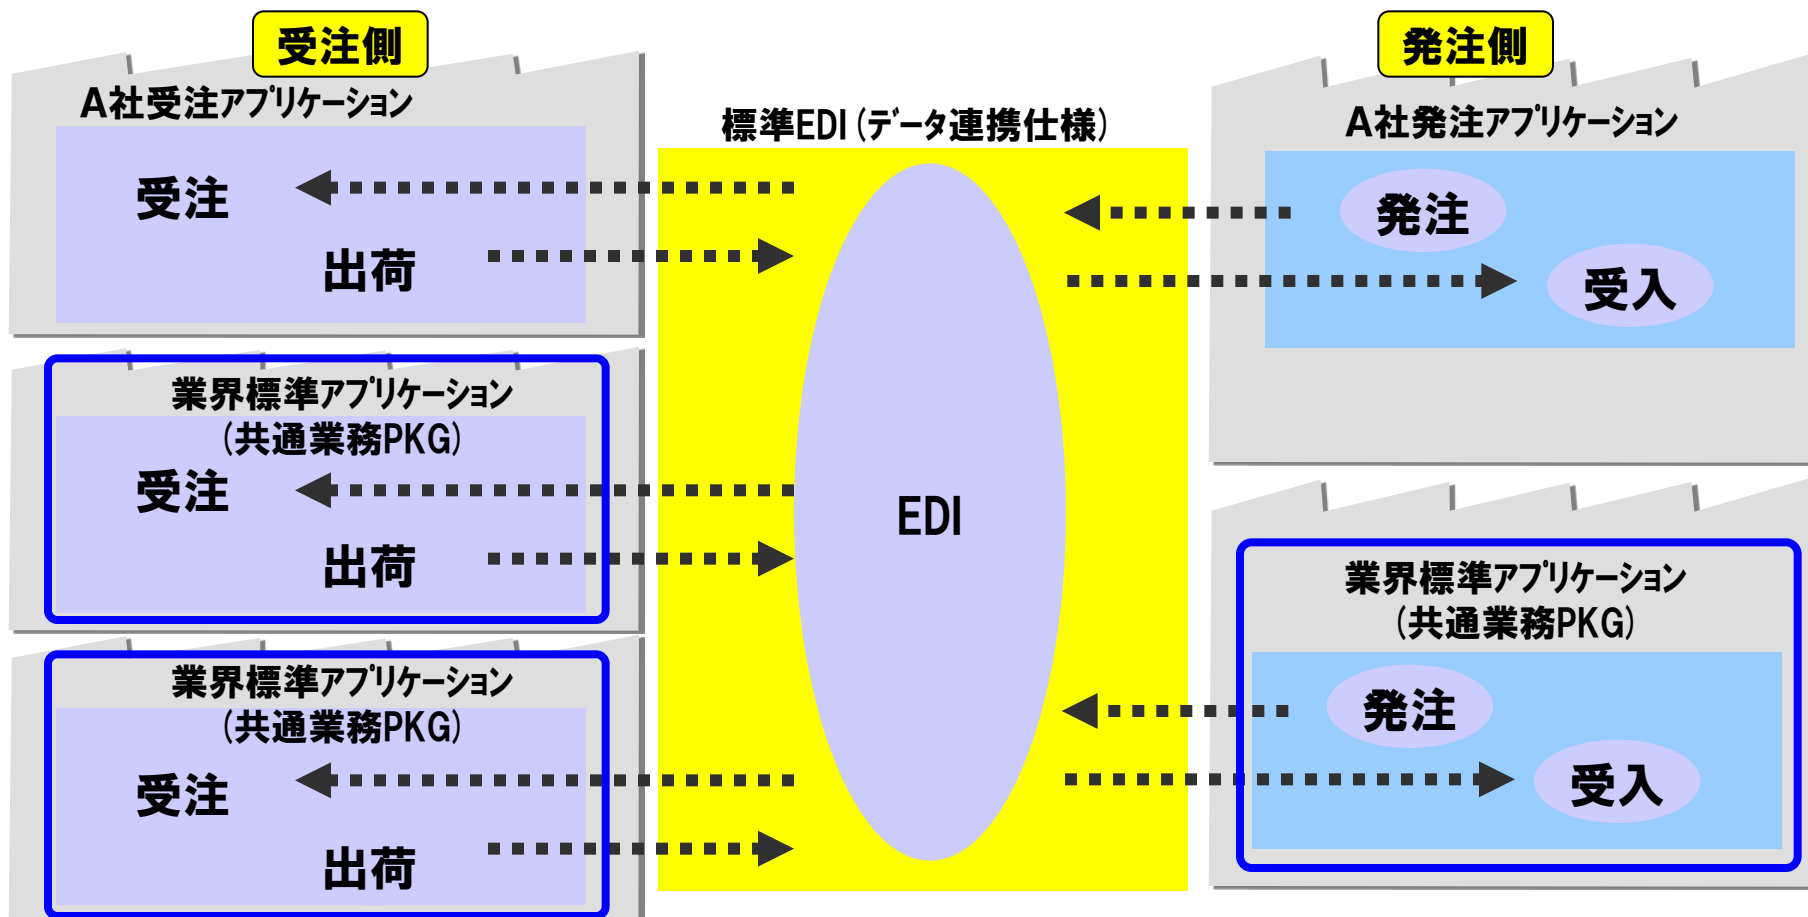 受注側
A社受注アプリケーション
受注
出荷
業界標準アプリケーション
(共通業務PKG)
受注
出荷
業界標準アプリケーション
(共通業務PKG)
受注
出荷
標準EDI(データ連携仕様)
EDI
発注側
A社発注アプリケーション
発注
受入
業界標準アプリケーション
(共通業務PKG)
発注
受入